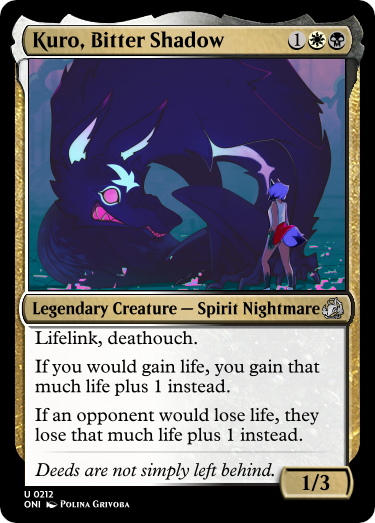 Kuro, Bitter Shadow 1
Legendary Creature — Spirit Nightmare
Lifelink, deathouch.
If you would gain life, you gain that
much life plus 1 instead.
If an opponent would lose life, they
lose that much life plus 1 instead.
Deeds are not simply left behind.
1/3
U 0212
ONI Polina Grivoba